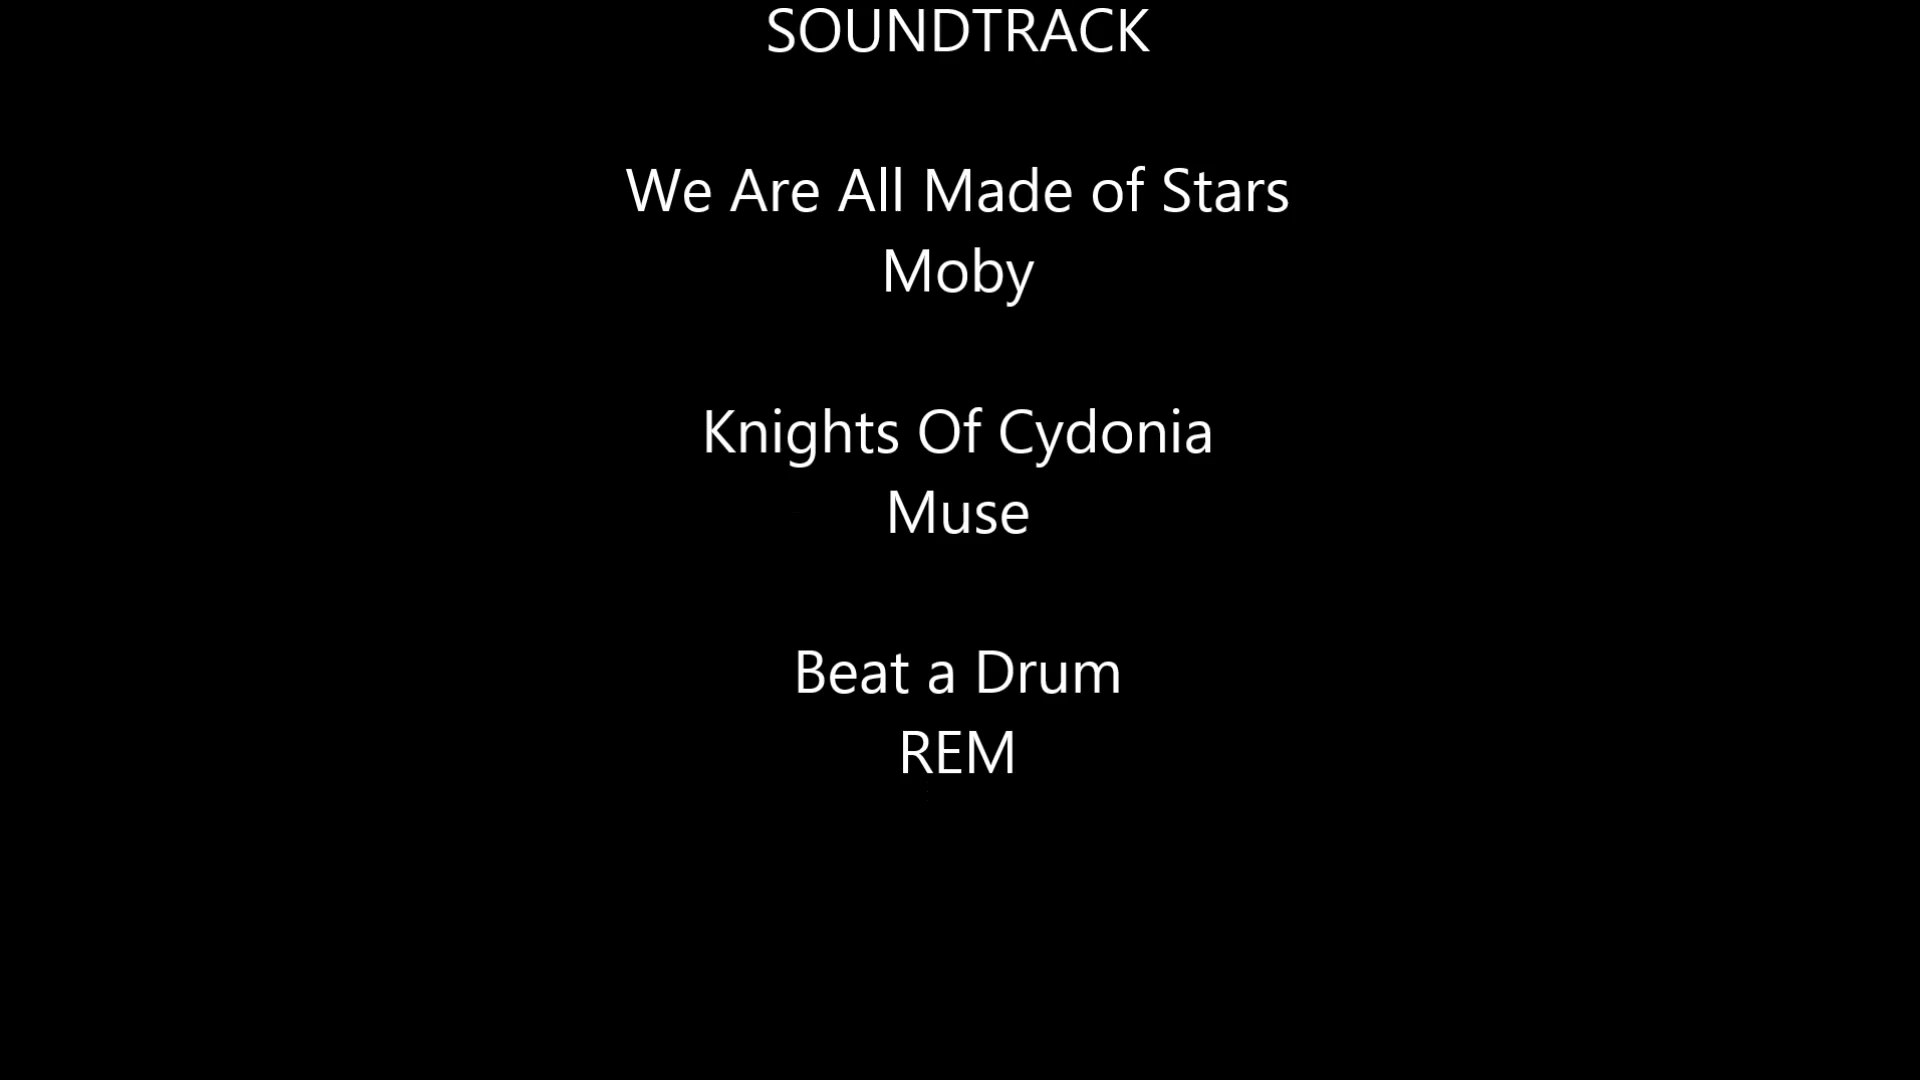 SOUNDTRACK
We Are All Made of Stars
Moby
Knights Of Cydonia
Muse
Beat a Drum
REM